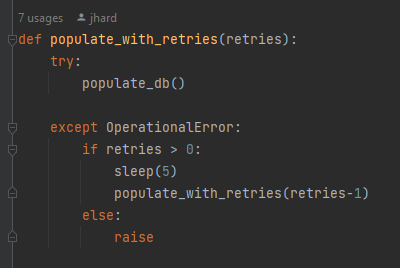 7 usages jhard
def populate_with_retries(retries):
    try:
        populate_db()
    except OperationalError:
        if retries > 0:
            sleep(5)
            populate_with_retries(retries-1)
        else:
            raise